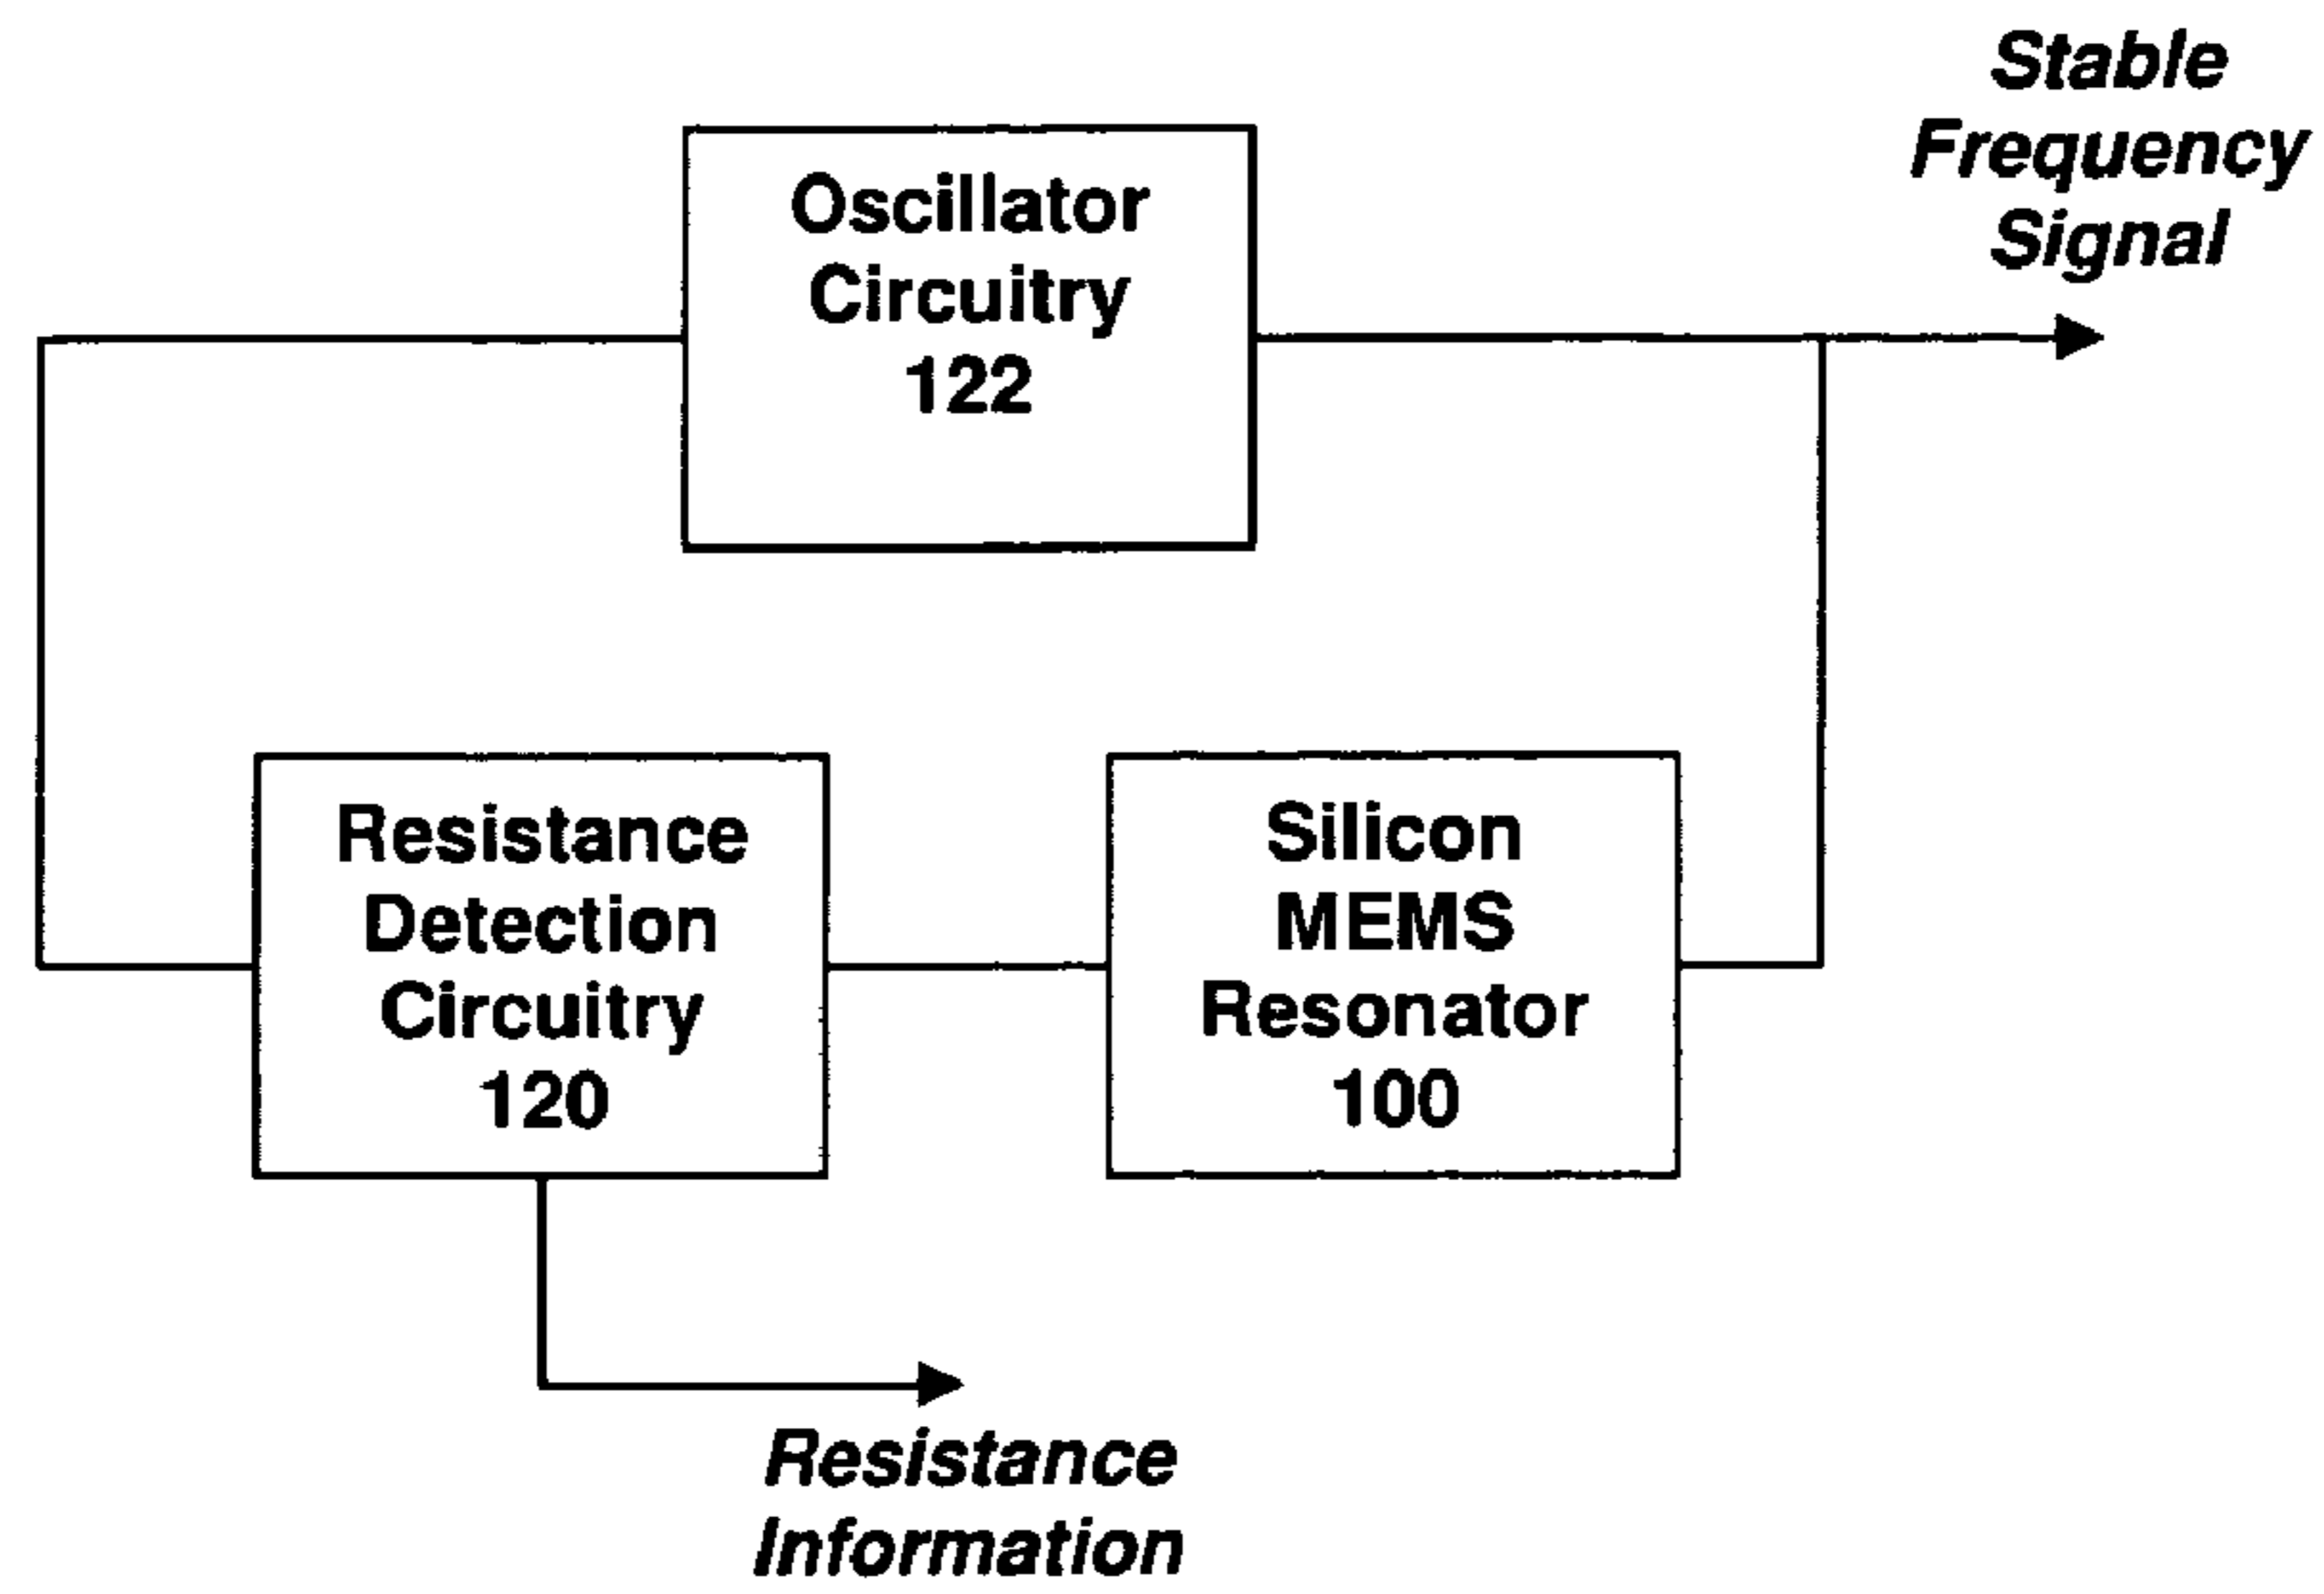 Stable
Frequency
Signal
Oscillator
Circuitry
122
Resistance
Detection
Circuitry
120
Silicon
MEMS
Resonator
100
Resistance
Information